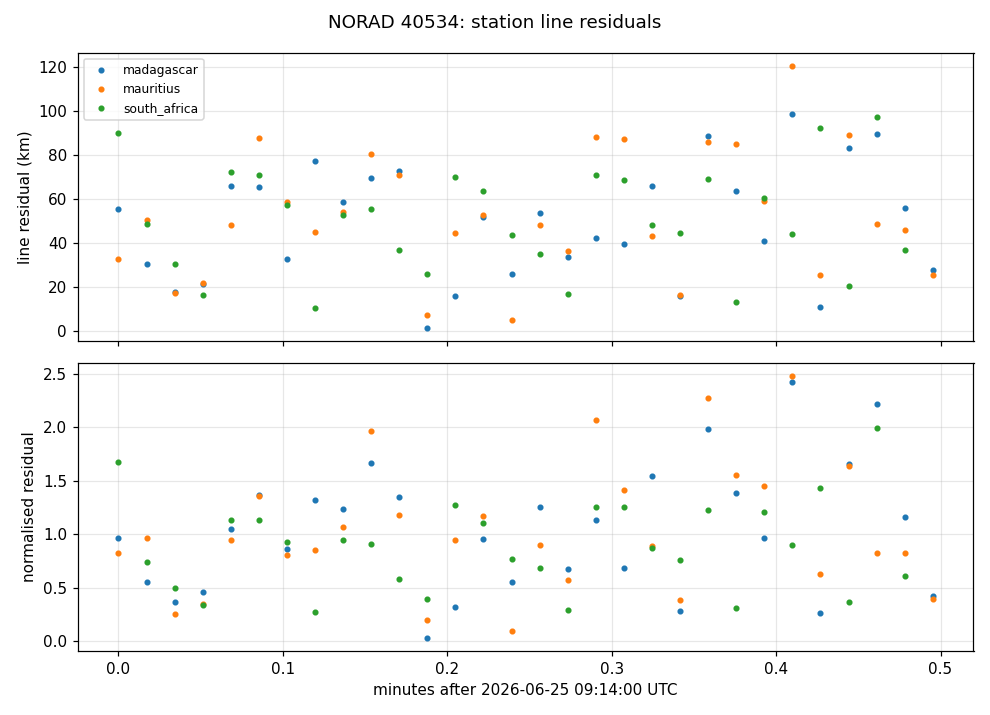 NORAD 40534: station line residuals
line residual (km)
120
100
80
60
40
20
0
madagascar
mauritius
south_africa
normalised residual
2.5
2.0
1.5
1.0
0.5
0.0
0.0 0.1 0.2 0.3 0.4 0.5
minutes after 2026-06-25 09:14:00 UTC